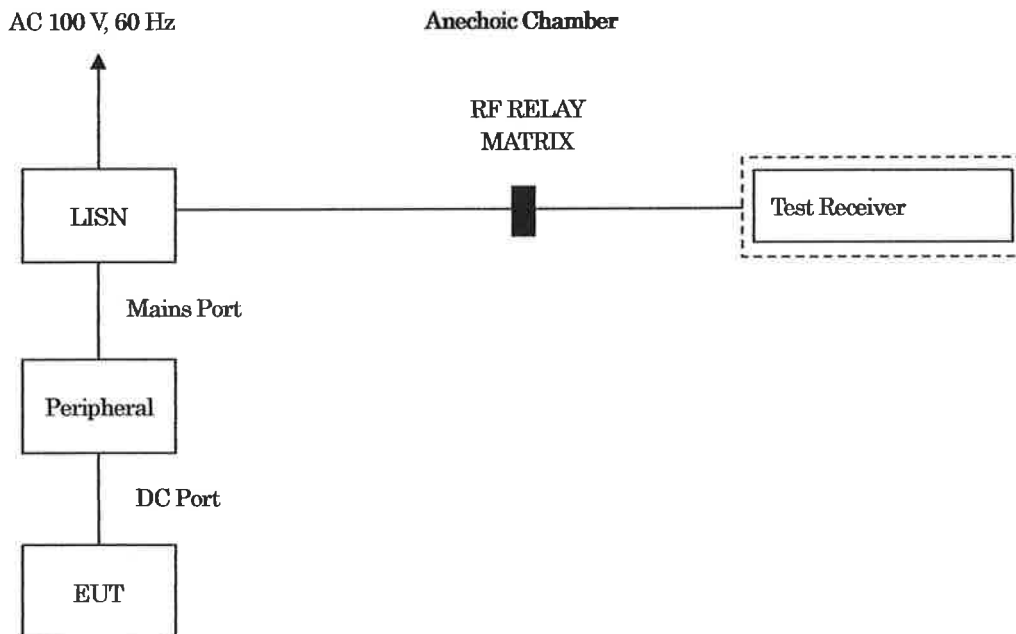 AC 100 V, 60 Hz
Anechoic Chamber
RF RELAY
MATRIX
LISN
Test Receiver
Mains Port
Peripheral
DC Port
EUT